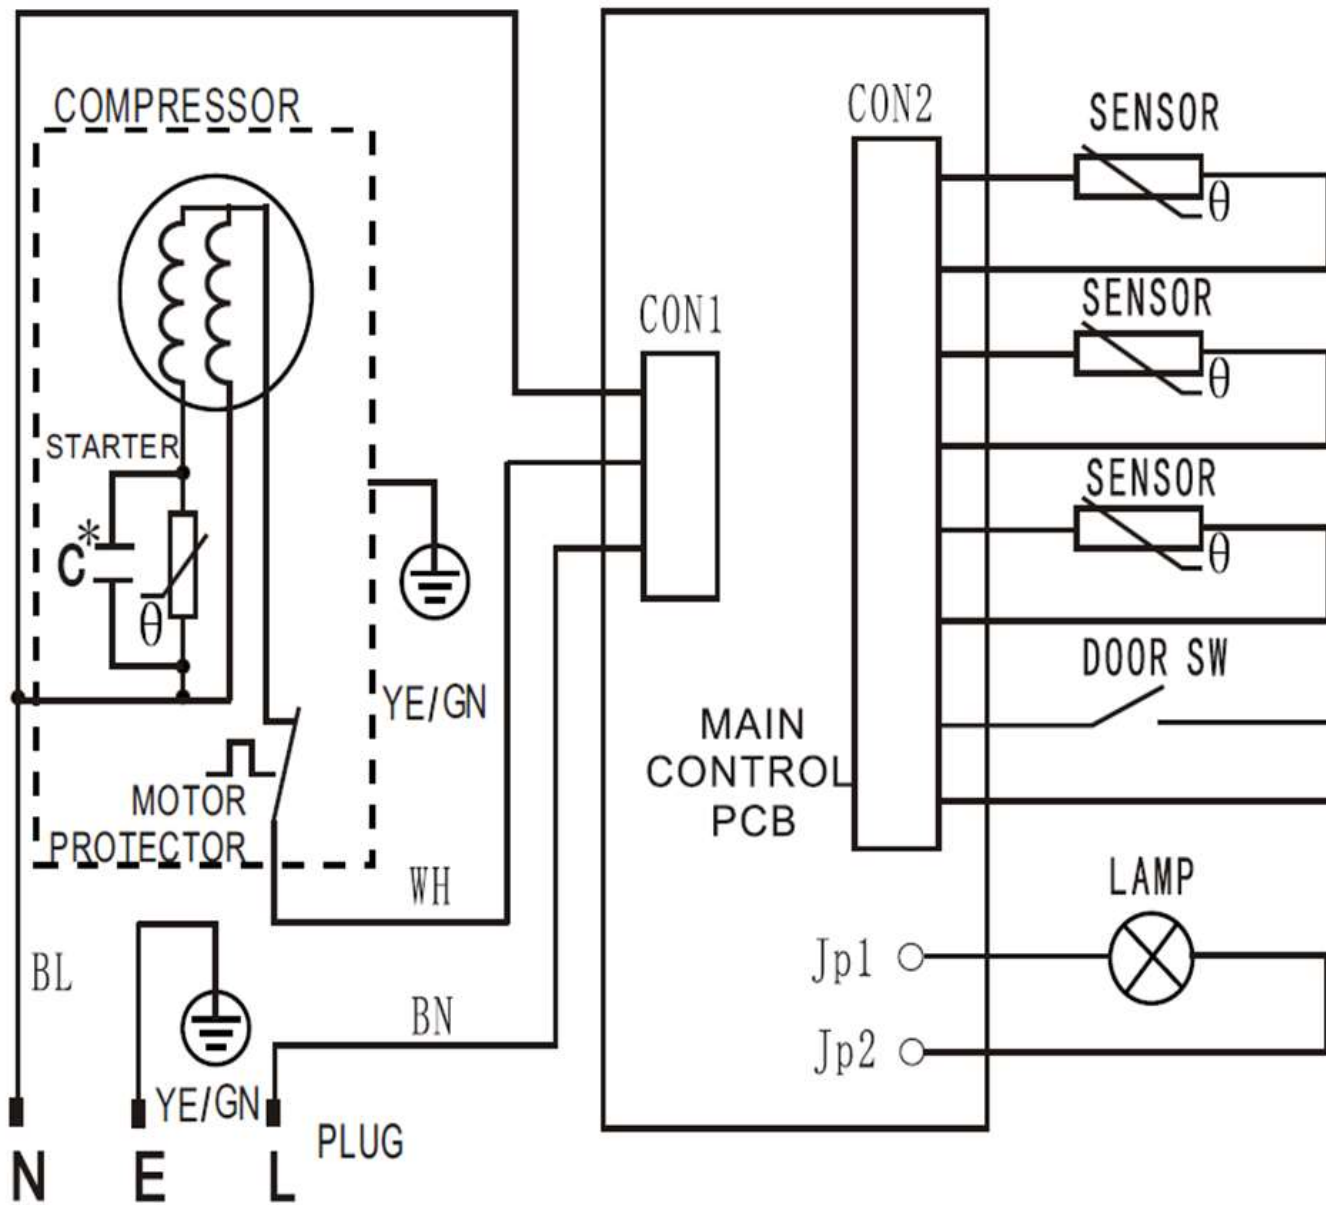 COMPRESSOR
CON2
SENSOR
θ
CON1
SENSOR
θ
STARTER
SENSOR
C*
θ
θ
DOOR SW
YE/GN
MAIN
CONTROL
PCB
MOTOR
PROTECTOR
WH
LAMP
Jp1
BL
BN
Jp2
YE/GN
PLUG
N
E
L